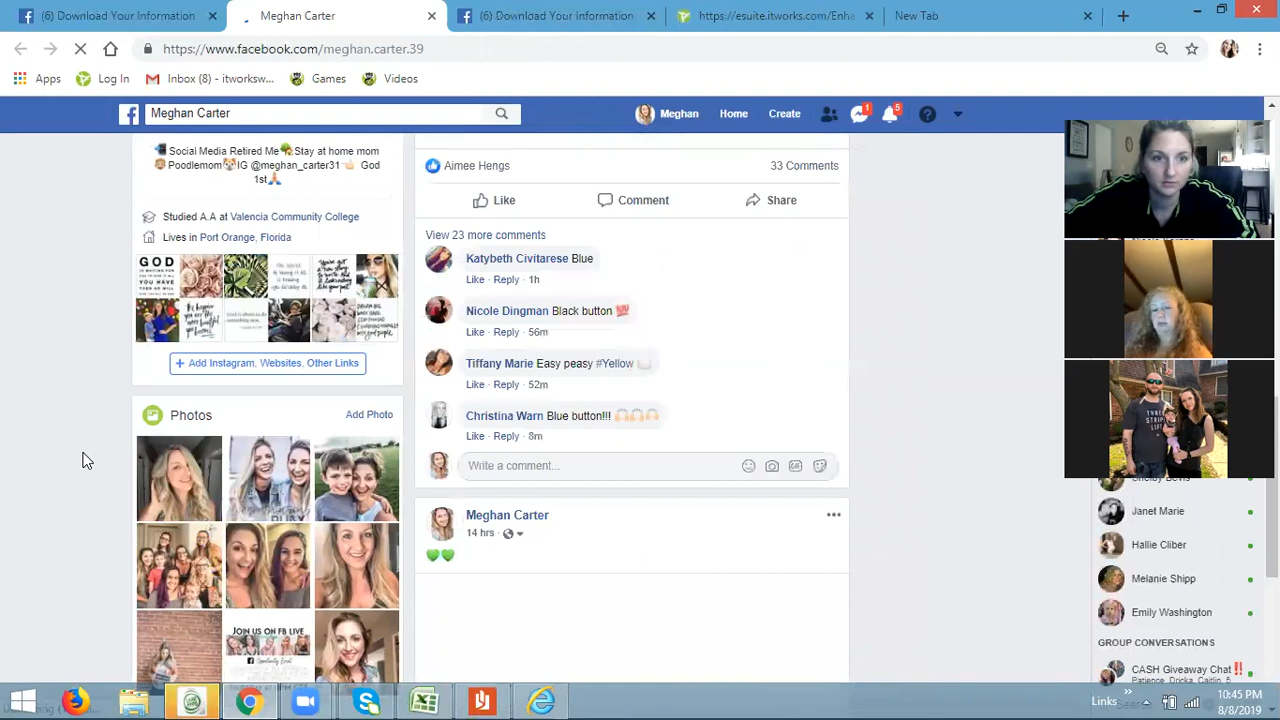 (6) Download Your Information
Meghan Carter
(6) Download Your Information
https://esuite.itworks.com/Enha
New Tab
https://www.facebook.com/meghan.carter.39
Apps
Log In
Inbox (8) - itworksw...
Games
Videos
Meghan Carter
Meghan
Home
Create
1
5
Social Media Retired Me Stay at home mom
Poodlemom IG @meghan_carter31 God
1st
Studied A.A at Valencia Community College
Lives in Port Orange, Florida
+ Add Instagram, Websites, Other Links
Photos
Add Photo
JOIN US ON FB LIVE
Aimee Hengs
33 Comments
Like
Comment
Share
View 23 more comments
Katybeth Civitarese Blue
Like · Reply · 1h
Nicole Dingman Black button 💯
Like · Reply · 56m
Tiffany Marie Easy peasy #Yellow
Like · Reply · 52m
Christina Warn Blue button!!!
Like · Reply · 8m
Write a comment...
Meghan Carter
14 hrs ·
💚💚
Janet Marie
Hallie Cliber
Melanie Shipp
Emily Washington
GROUP CONVERSATIONS
CASH Giveaway Chat‼
Patience, Dricka, Caitlin, 5
Links
10:45 PM
8/8/2019